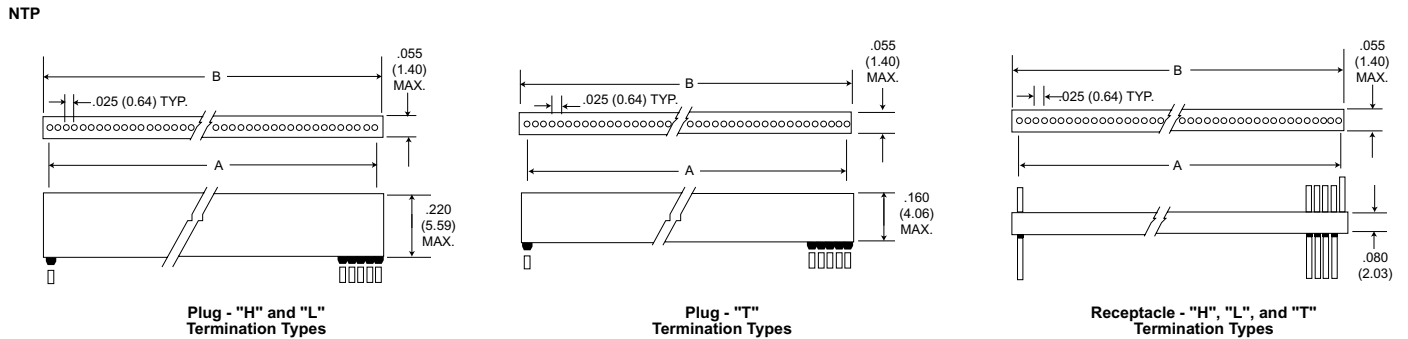 NTP
.055
(1.40)
MAX.
B
.025 (0.64) TYP.
A
.220
(5.59)
MAX.
Plug - "H" and "L"
Termination Types
.055
(1.40)
MAX.
B
.025 (0.64) TYP.
A
.160
(4.06)
MAX.
Plug - "T"
Termination Types
.055
(1.40)
MAX.
B
.025 (0.64) TYP.
A
.080
(2.03)
Receptacle - "H", "L", and "T"
Termination Types